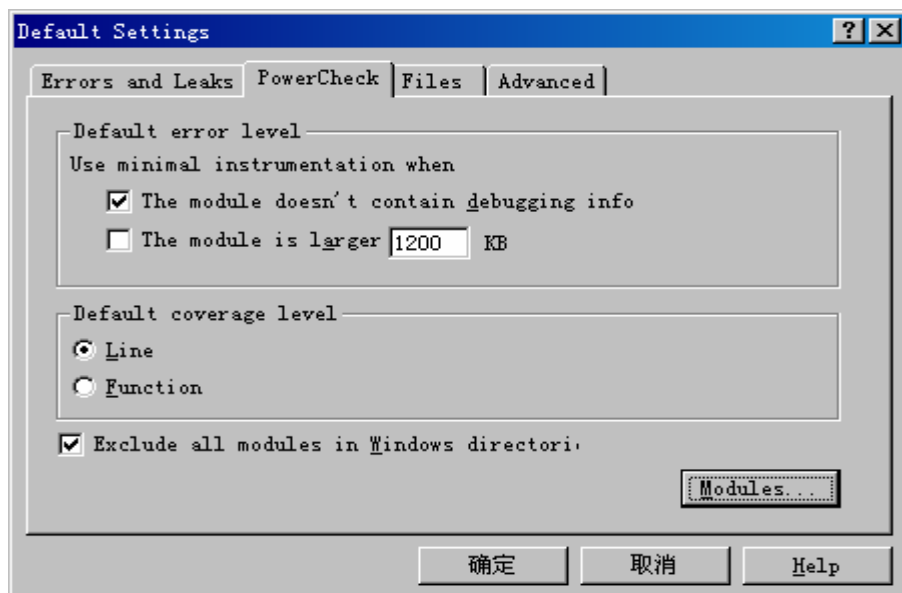 Default Settings
Errors and Leaks PowerCheck Files Advanced
Default error level
Use minimal instrumentation when
The module doesn't contain debugging info
The module is larger 1200 KB
Default coverage level
Line
Function
Exclude all modules in Windows directori
Modules...
确定 取消 Help